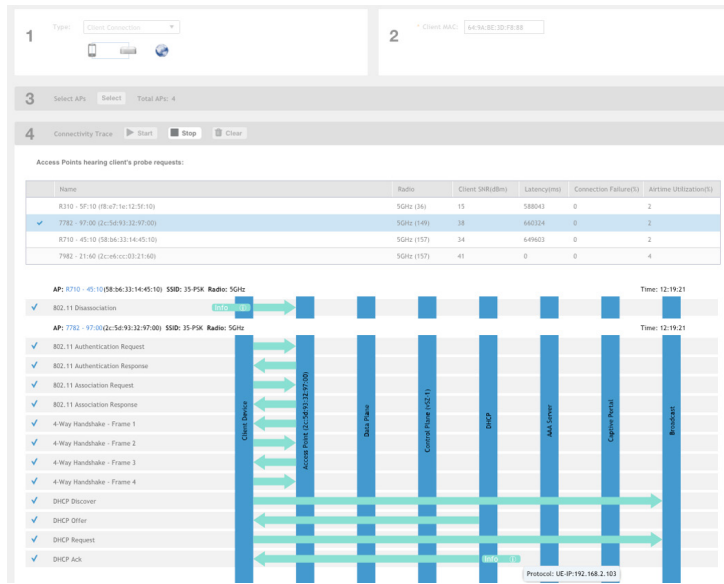 1 Type: Client Connection
2 * Client MAC: 64:9A:BE:3D:F8:88
3 Select APs Select Total APs: 4
4 Connectivity Trace Start Stop Clear
Access Points hearing client's probe requests:
Name Radio Client SNR(dBm) Latency(ms) Connection Failure(S) Airtime Utilization(S)
R310 - 5F:10 (f8:e7:1e:12:5f:10) 5GHz (36) 15 588043 0 2
7782 - 97:00 (2c:5d:93:32:97:00) 5GHz (149) 38 660324 0 2
R710 - 45:10 (58:b6:33:14:45:10) 5GHz (157) 34 649603 0 2
7982 - 21:60 (2c:e6:cc:03:21:60) 5GHz (157) 41 0 0 4
AP: R710 - 45:10(58:b6:33:14:45:10) SSID: 35-PSK Radio: 5GHz Time: 12:19:21
802.11 Disassociation Info
AP: 7782 - 97:00(2c:5d:93:32:97:00) SSID: 35-PSK Radio: 5GHz Time: 12:19:21
802.11 Authentication Request
802.11 Authentication Response
802.11 Association Request
802.11 Association Response
4-Way Handshake - Frame 1
4-Way Handshake - Frame 2
4-Way Handshake - Frame 3
4-Way Handshake - Frame 4
DHCP Discover
DHCP Offer
DHCP Request
DHCP Ack Info
Client Device
Access Point (2c:5d:93:32:97:00)
Data Plane
Control Plane (vSZ-1)
DHCP
AAA Server
Captive Portal
Broadcast
Protocol: UE-IP:192.168.2.103